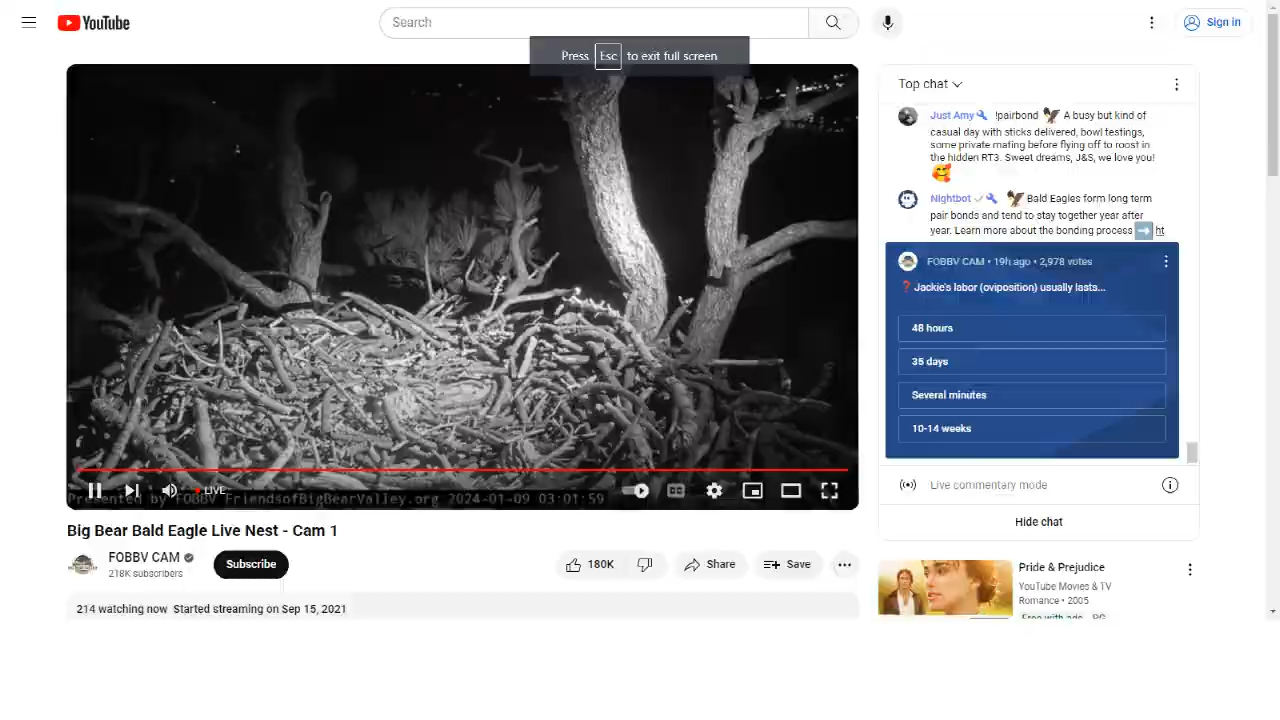 YouTube
Search
Sign in
Press Esc to exit full screen
Top chat
Just Amy !pairbond A busy but kind of
casual day with sticks delivered, bowl testings,
some private mating before flying off to roost in
the hidden RT3. Sweet dreams, J&S, we love you!
Nightbot Bald Eagles form long term
pair bonds and tend to stay together year after
year. Learn more about the bonding process ht
FOBBV CAM • 19h ago • 2,978 votes
Jackie's labor (oviposition) usually lasts...
48 hours
35 days
Several minutes
10-14 weeks
LIVE
Presented by FOBBV FriendsofBigBearValley.org 2024-01-09 03:01:59
Live commentary mode
Hide chat
Big Bear Bald Eagle Live Nest - Cam 1
FOBBV CAM
218K subscribers
Subscribe
180K
Share
Save
214 watching now Started streaming on Sep 15, 2021
Pride & Prejudice
YouTube Movies & TV
Romance • 2005
Free with ads PG